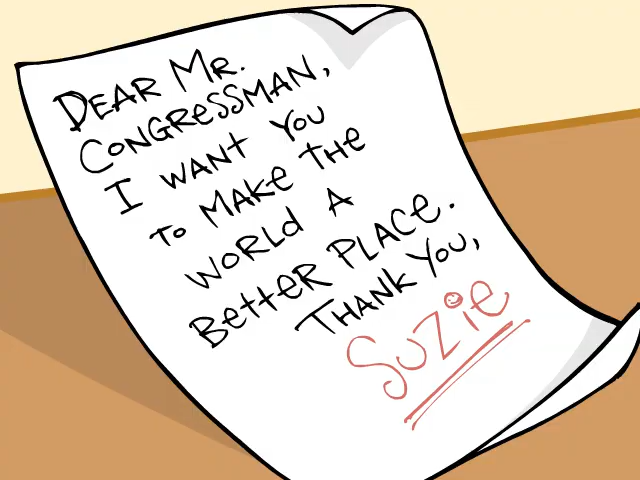 DEAR MR.
CONGRESSMAN,
I WANT YOU
TO MAKE THE
WORLD A
BETTER PLACE.
THANK YOU,
Suzie